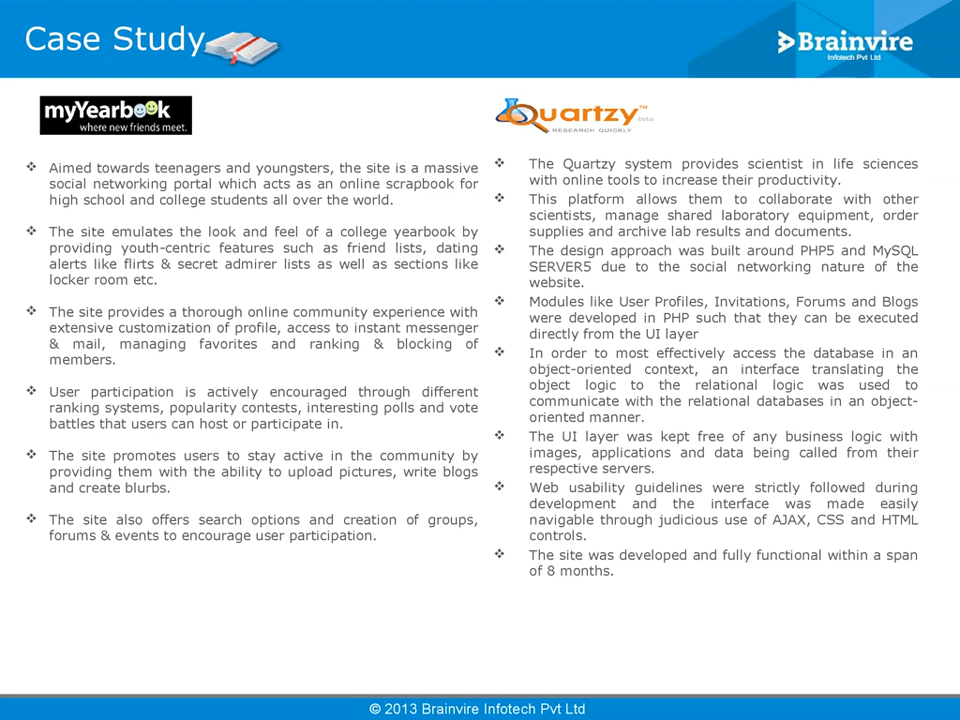 Case Study
Brainvire
Infotech Pvt Ltd
myYearbook
where new friends meet.
Aimed towards teenagers and youngsters, the site is a massive
social networking portal which acts as an online scrapbook for
high school and college students all over the world.
The site emulates the look and feel of a college yearbook by
providing youth-centric features such as friend lists, dating
alerts like flirts & secret admirer lists as well as sections like
locker room etc.
The site provides a thorough online community experience with
extensive customization of profile, access to instant messenger
& mail, managing favorites and ranking & blocking of
members.
User participation is actively encouraged through different
ranking systems, popularity contests, interesting polls and vote
battles that users can host or participate in.
The site promotes users to stay active in the community by
providing them with the ability to upload pictures, write blogs
and create blurbs.
The site also offers search options and creation of groups,
forums & events to encourage user participation.
Quartzy™
beta
RESEARCH QUICKLY
The Quartzy system provides scientist in life sciences
with online tools to increase their productivity.
This platform allows them to collaborate with other
scientists, manage shared laboratory equipment, order
supplies and archive lab results and documents.
The design approach was built around PHP5 and MySQL
SERVER5 due to the social networking nature of the
website.
Modules like User Profiles, Invitations, Forums and Blogs
were developed in PHP such that they can be executed
directly from the UI layer
In order to most effectively access the database in an
object-oriented context, an interface translating the
object logic to the relational logic was used to
communicate with the relational databases in an object-
oriented manner.
The UI layer was kept free of any business logic with
images, applications and data being called from their
respective servers.
Web usability guidelines were strictly followed during
development and the interface was made easily
navigable through judicious use of AJAX, CSS and HTML
controls.
The site was developed and fully functional within a span
of 8 months.
© 2013 Brainvire Infotech Pvt Ltd